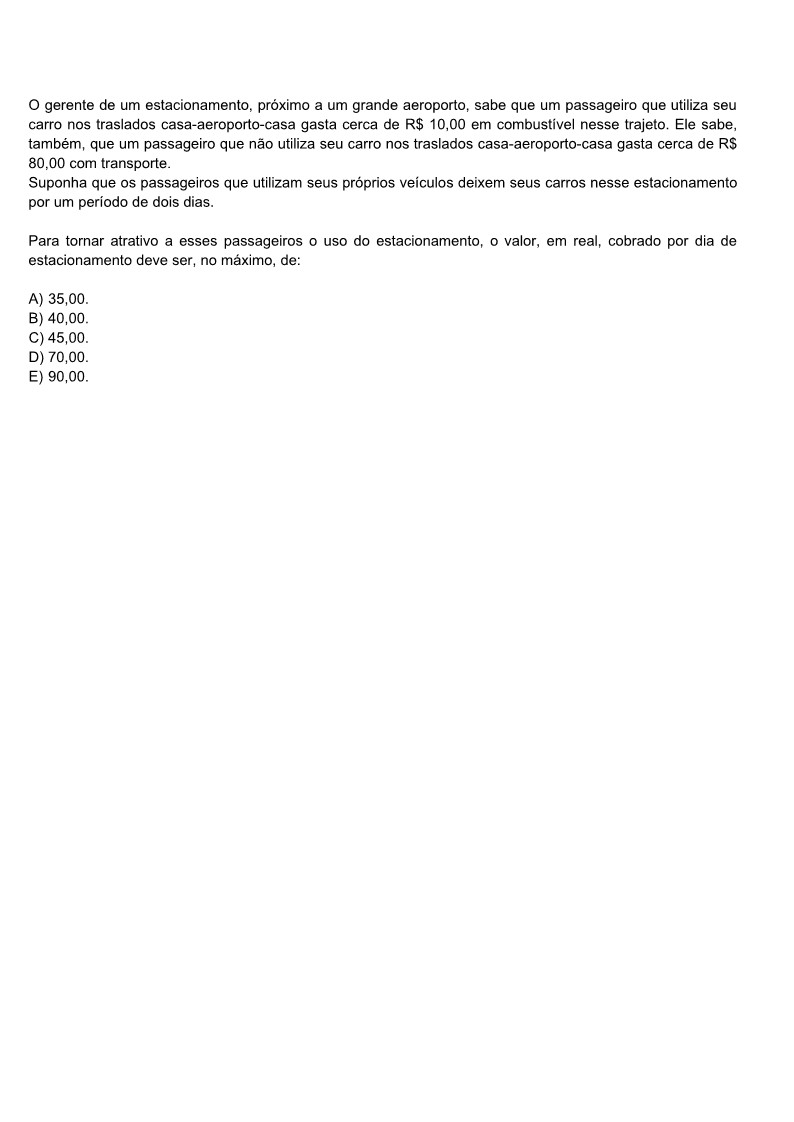 O gerente de um estacionamento, próximo a um grande aeroporto, sabe que um passageiro que utiliza seu
carro nos traslados casa-aeroporto-casa gasta cerca de R$ 10,00 em combustível nesse trajeto. Ele sabe,
também, que um passageiro que não utiliza seu carro nos traslados casa-aeroporto-casa gasta cerca de R$
80,00 com transporte.
Suponha que os passageiros que utilizam seus próprios veículos deixem seus carros nesse estacionamento
por um período de dois dias.
Para tornar atrativo a esses passageiros o uso do estacionamento, o valor, em real, cobrado por dia de
estacionamento deve ser, no máximo, de:
A) 35,00.
B) 40,00.
C) 45,00.
D) 70,00.
E) 90,00.